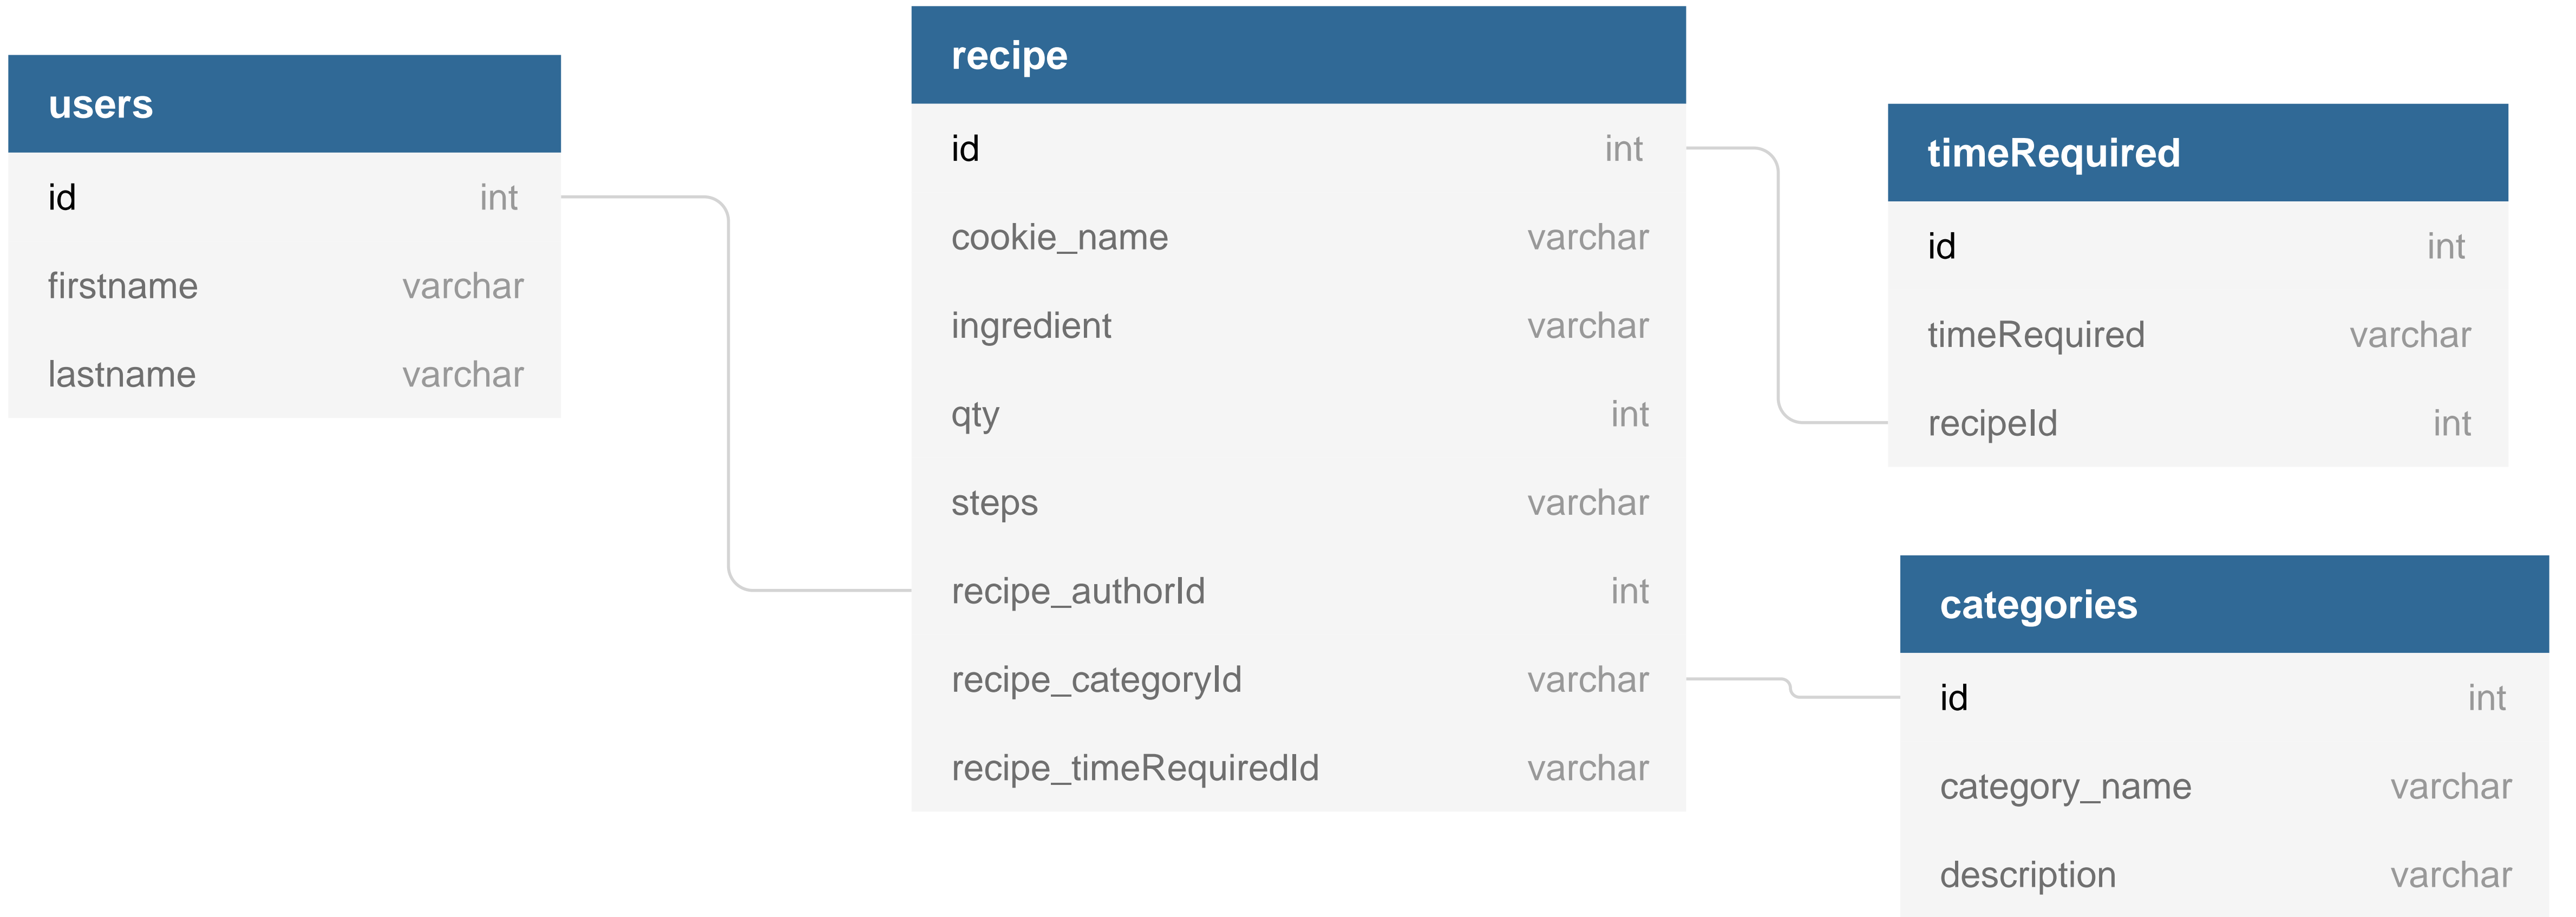 users
id int
firstname varchar
lastname varchar
recipe
id int
cookie_name varchar
ingredient varchar
qty int
steps varchar
recipe_authorId int
recipe_categoryId varchar
recipe_timeRequiredId varchar
timeRequired
id int
timeRequired varchar
recipeId int
categories
id int
category_name varchar
description varchar